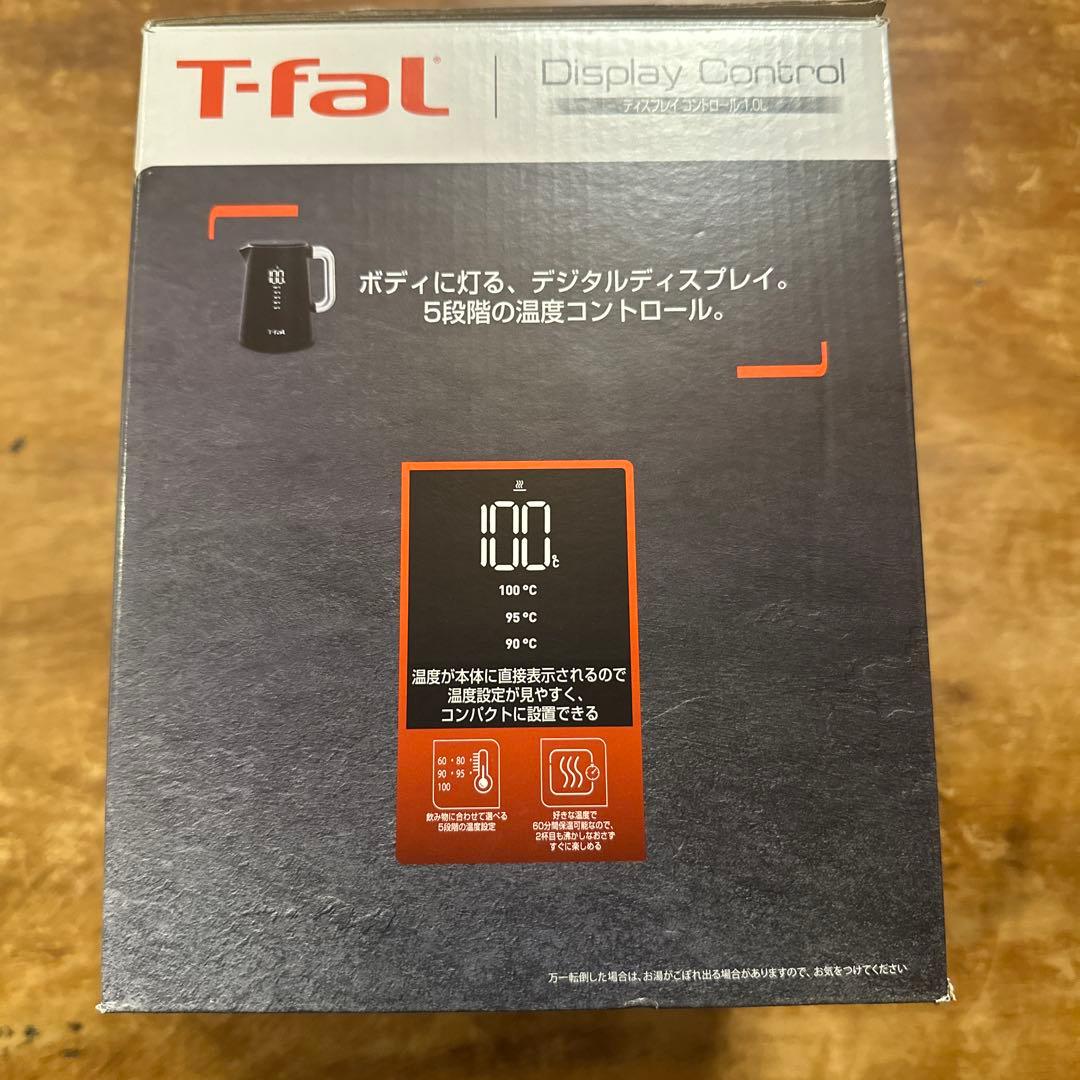 T-fal
Display Control
ディスプレイ コントロール 1.0L
100
T-fal
ボディに灯る、デジタルディスプレイ。
5段階の温度コントロール。
100℃
100 °C
95 °C
90 °C
温度が本体に直接表示されるので
温度設定が見やすく、
コンパクトに設置できる
60・80・
90・95・
100
飲み物に合わせて選べる
5段階の温度設定
好きな温度で
60分間保温可能なので、
2杯目も沸かしなおさず
すぐに楽しめる
万一転倒した場合は、お湯がこぼれ出る場合がありますので、お気をつけてください